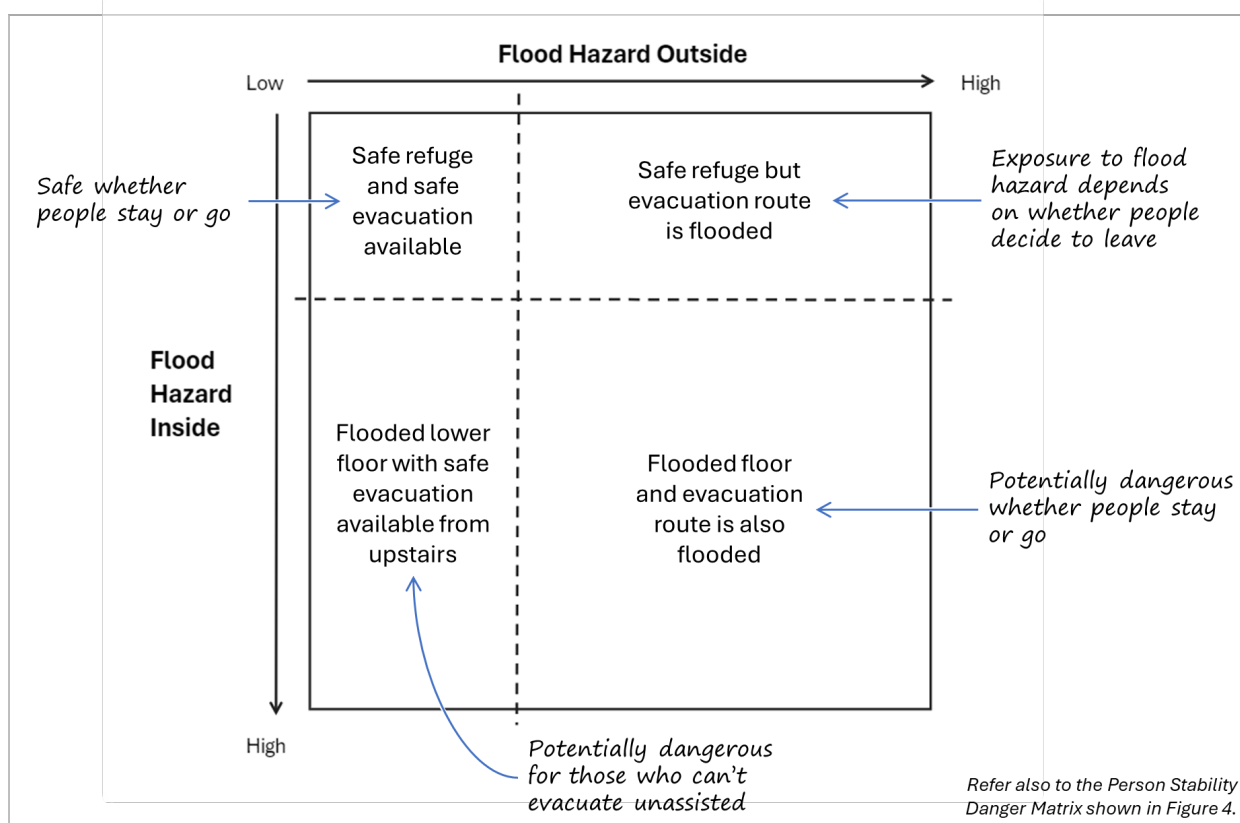 Flood Hazard Outside
Low
High
Safe refuge
and safe
evacuation
available
Safe refuge but
evacuation route
is flooded
Safe whether
people stay or go
Exposure to flood
hazard depends
on whether people
decide to leave
Flood
Hazard
Inside
Flooded lower
floor with safe
evacuation
available from
upstairs
Flooded floor
and evacuation
route is also
flooded
Potentially dangerous
whether people stay
or go
High
Potentially dangerous
for those who can't
evacuate unassisted
Refer also to the Person Stability
Danger Matrix shown in Figure 4.